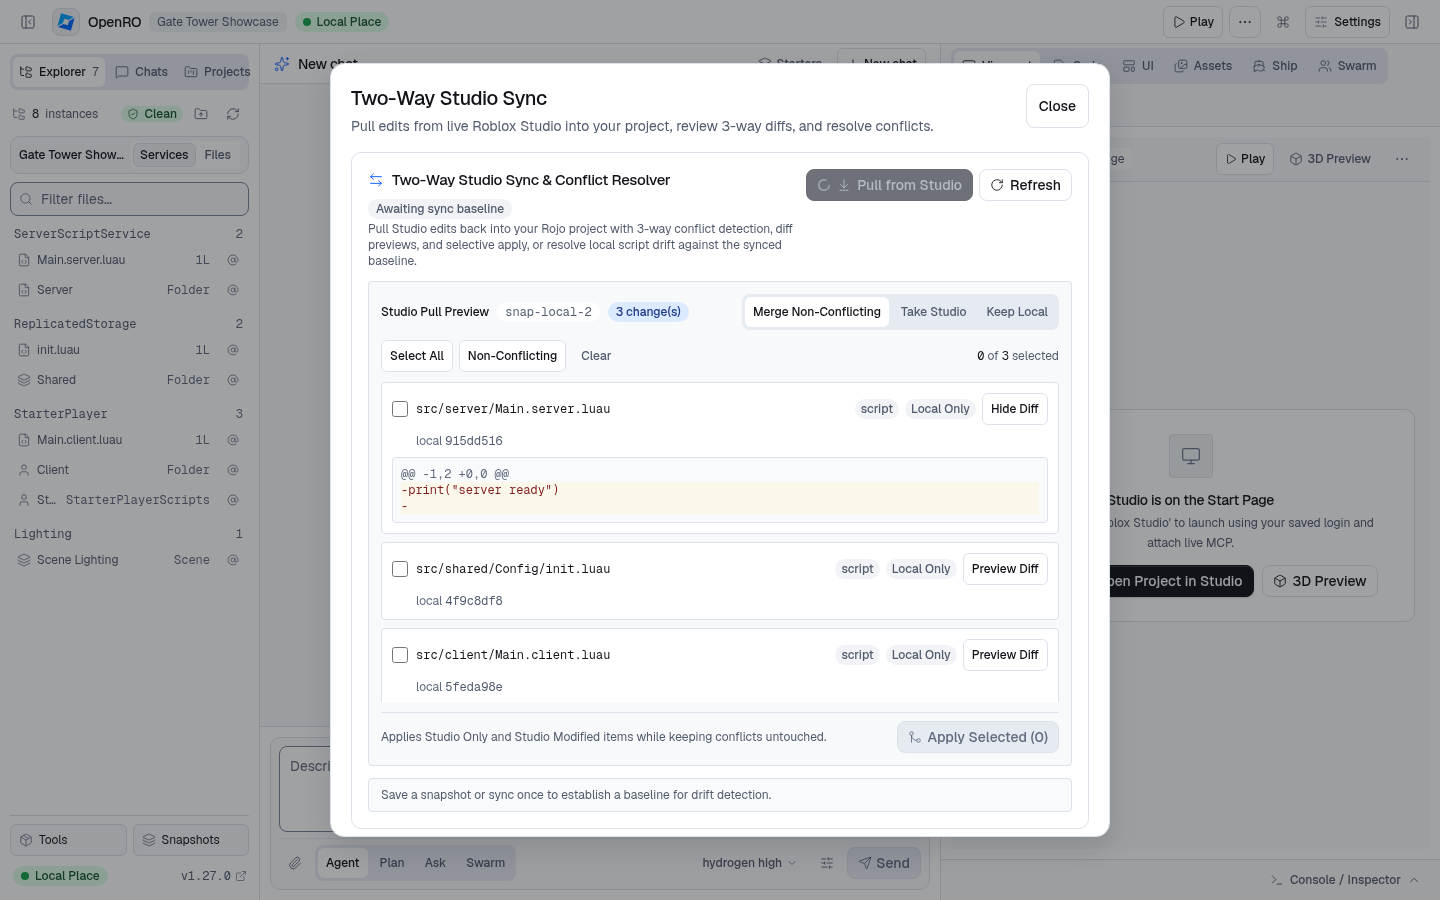 OpenRO
Gate Tower Showcase
Local Place
Play
Settings
Explorer 7
Chats
Projects
8 instances
Clean
Gate Tower Show...
Services
Files
Filter files...
ServerScriptService 2
Main.server.luau 1L
Server Folder
ReplicatedStorage 2
init.luau 1L
Shared Folder
StarterPlayer 3
Main.client.luau 1L
Client Folder
St... StarterPlayerScripts
Lighting 1
Scene Lighting Scene
Tools
Snapshots
Local Place
v1.27.0
Two-Way Studio Sync
Close
Pull edits from live Roblox Studio into your project, review 3-way diffs, and resolve conflicts.
Two-Way Studio Sync & Conflict Resolver
Pull from Studio
Refresh
Awaiting sync baseline
Pull Studio edits back into your Rojo project with 3-way conflict detection, diff
previews, and selective apply, or resolve local script drift against the synced
baseline.
Studio Pull Preview
snap-local-2
3 change(s)
Merge Non-Conflicting
Take Studio
Keep Local
Select All
Non-Conflicting
Clear
0 of 3 selected
src/server/Main.server.luau
script
Local Only
Hide Diff
local 915dd516
@@ -1,2 +0,0 @@
-print("server ready")
-
src/shared/Config/init.luau
script
Local Only
Preview Diff
local 4f9c8df8
src/client/Main.client.luau
script
Local Only
Preview Diff
local 5feda98e
Applies Studio Only and Studio Modified items while keeping conflicts untouched.
Apply Selected (0)
Save a snapshot or sync once to establish a baseline for drift detection.
Agent
Plan
Ask
Swarm
hydrogen high
Send
UI
Assets
Ship
Swarm
Play
3D Preview
Studio is on the Start Page
Studio' to launch using your saved login and
attach live MCP.
Project in Studio
3D Preview
Console / Inspector